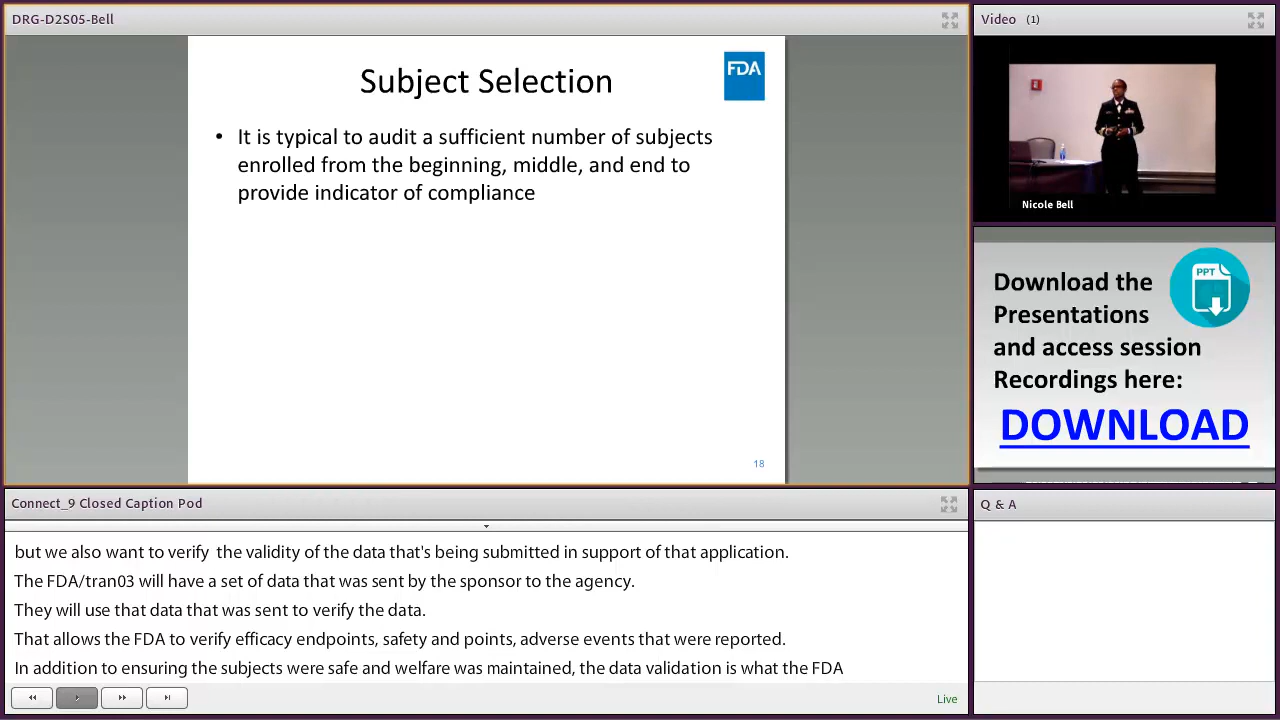 DRG-D2S05-Bell
Subject Selection
FDA
• It is typical to audit a sufficient number of subjects
enrolled from the beginning, middle, and end to
provide indicator of compliance
18
Video (1)
Nicole Bell
Download the
Presentations
and access session
Recordings here:
PPT
DOWNLOAD
Connect_9 Closed Caption Pod
but we also want to verify the validity of the data that's being submitted in support of that application.
The FDA/tran03 will have a set of data that was sent by the sponsor to the agency.
They will use that data that was sent to verify the data.
That allows the FDA to verify efficacy endpoints, safety and points, adverse events that were reported.
In addition to ensuring the subjects were safe and welfare was maintained, the data validation is what the FDA
Live
Q & A